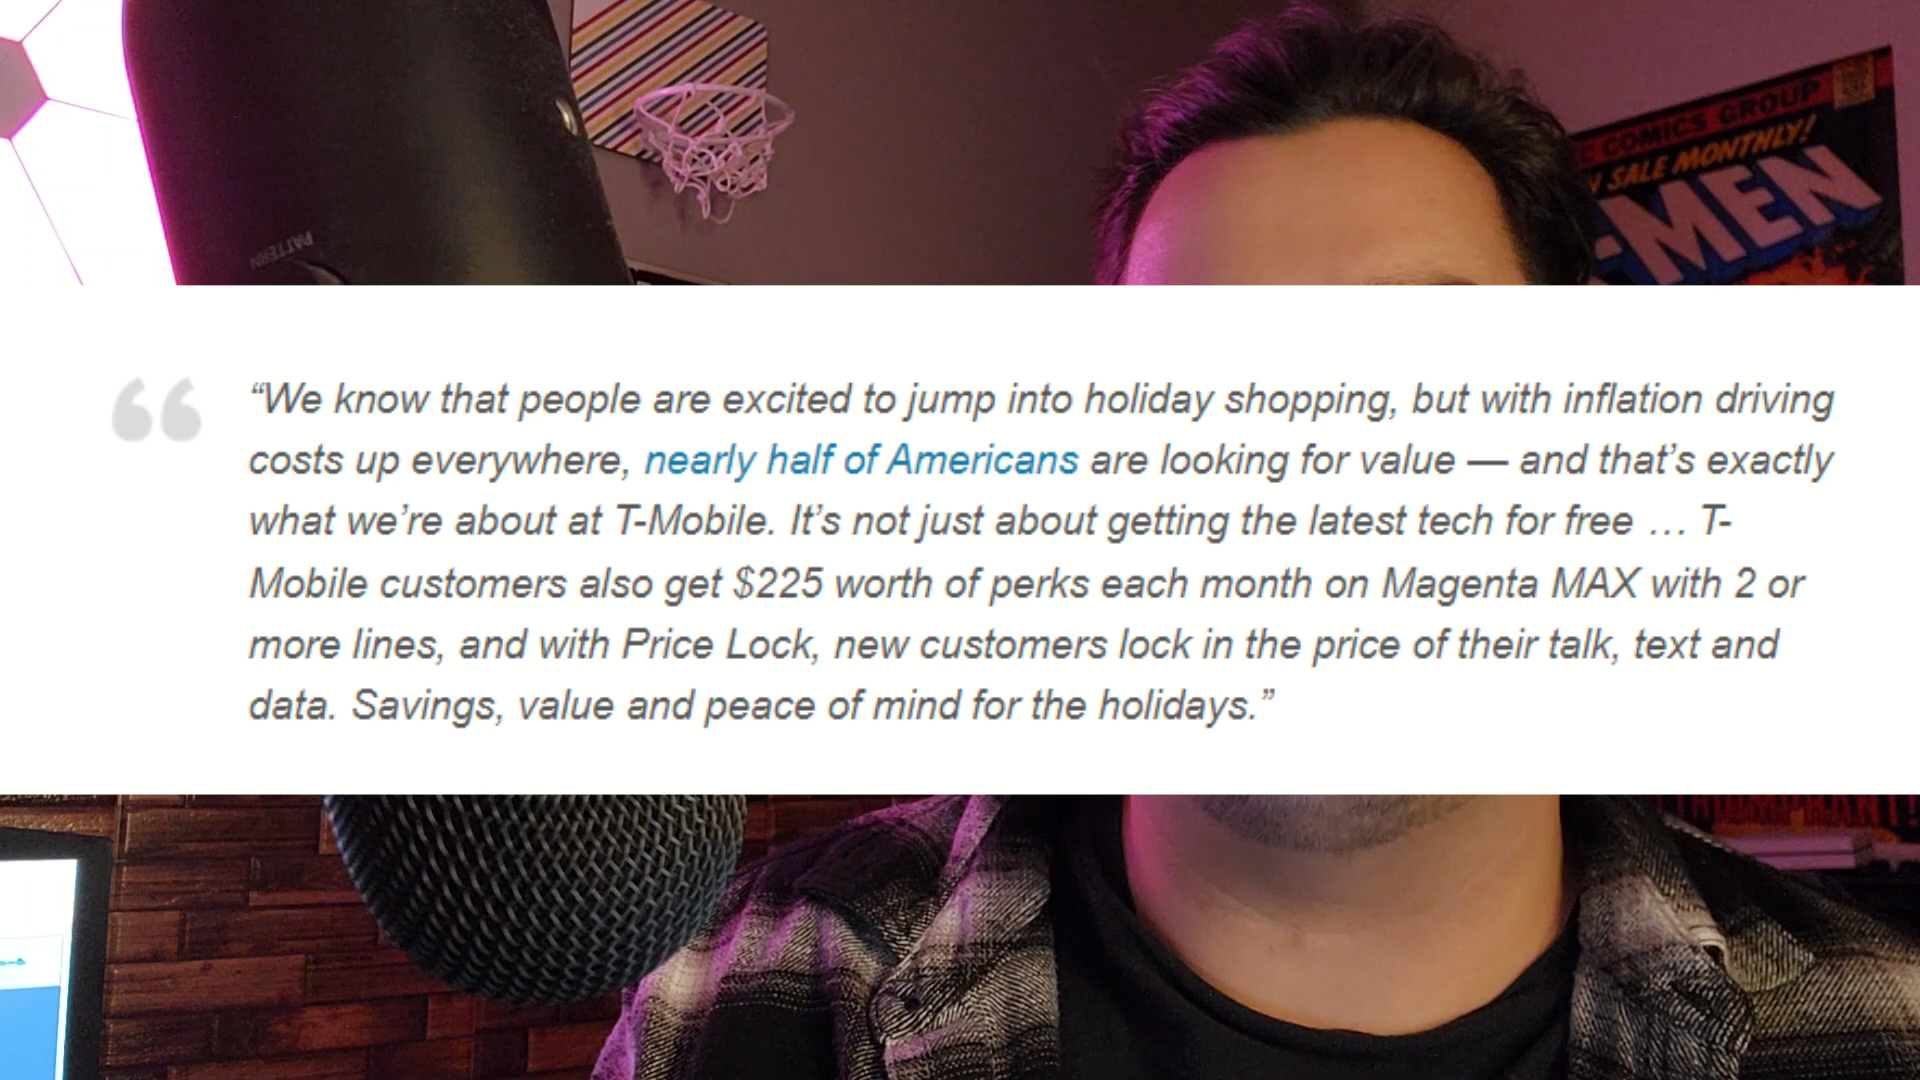 PATTERN
COMICS GROUP
SALE MONTHLY!
-MEN
“We know that people are excited to jump into holiday shopping, but with inflation driving
costs up everywhere, nearly half of Americans are looking for value — and that’s exactly
what we’re about at T-Mobile. It’s not just about getting the latest tech for free … T-
Mobile customers also get $225 worth of perks each month on Magenta MAX with 2 or
more lines, and with Price Lock, new customers lock in the price of their talk, text and
data. Savings, value and peace of mind for the holidays.”